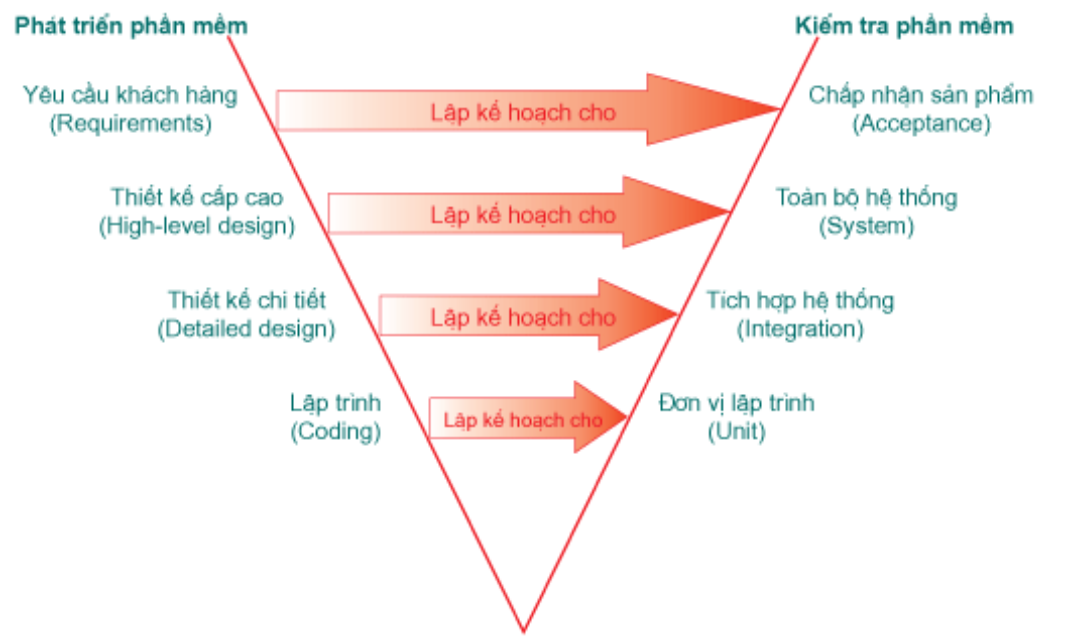 Phát triển phần mềm
Kiểm tra phần mềm
Yêu cầu khách hàng
(Requirements)
Lập kế hoạch cho
Chấp nhận sản phẩm
(Acceptance)
Thiết kế cấp cao
(High-level design)
Lập kế hoạch cho
Toàn bộ hệ thống
(System)
Thiết kế chi tiết
(Detailed design)
Lập kế hoạch cho
Tích hợp hệ thống
(Integration)
Lập trình
(Coding)
Lập kế hoạch cho
Đơn vị lập trình
(Unit)